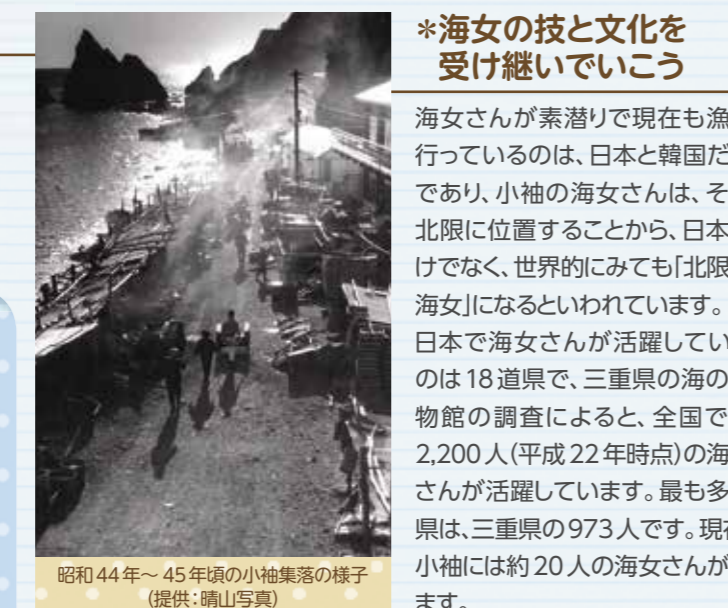 *海女の技と文化を
受け継いでいこう
海女さんが素潜りで現在も漁
行っているのは、日本と韓国だ
であり、小袖の海女さんは、そ
北限に位置することから、日本
けでなく、世界的にみても「北限
海女」になるといわれています。
日本で海女さんが活躍してい
のは18道県で、三重県の海の
物館の調査によると、全国で
2,200人(平成22年時点)の海
さんが活躍しています。最も多
県は、三重県の973人です。現在
小袖には約20人の海女さんが
ます。
昭和44年〜45年頃の小袖集落の様子
(提供:晴山写真)